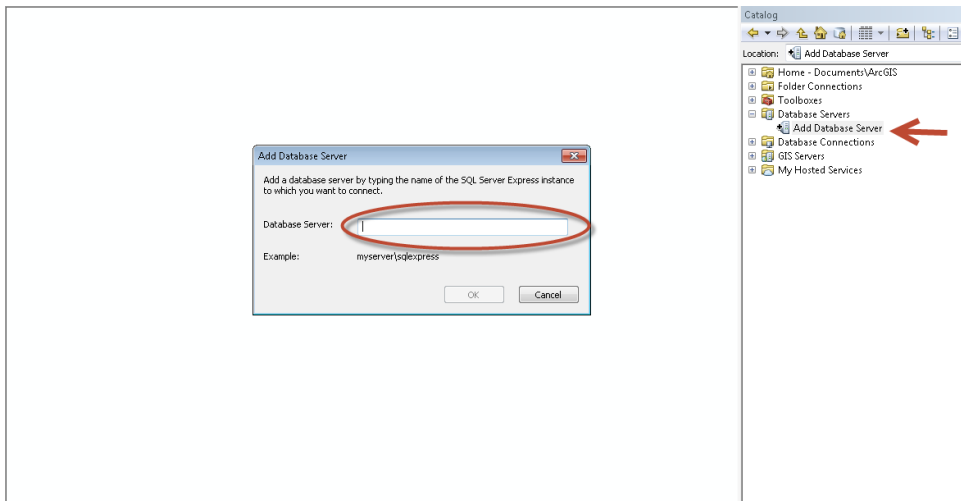 Catalog
Location: Add Database Server
Home - Documents\ArcGIS
Folder Connections
Toolboxes
Database Servers
Add Database Server
Database Connections
GIS Servers
My Hosted Services
Add Database Server
Add a database server by typing the name of the SQL Server Express instance
to which you want to connect.
Database Server:
Example: myserver\sqlexpress
OK Cancel